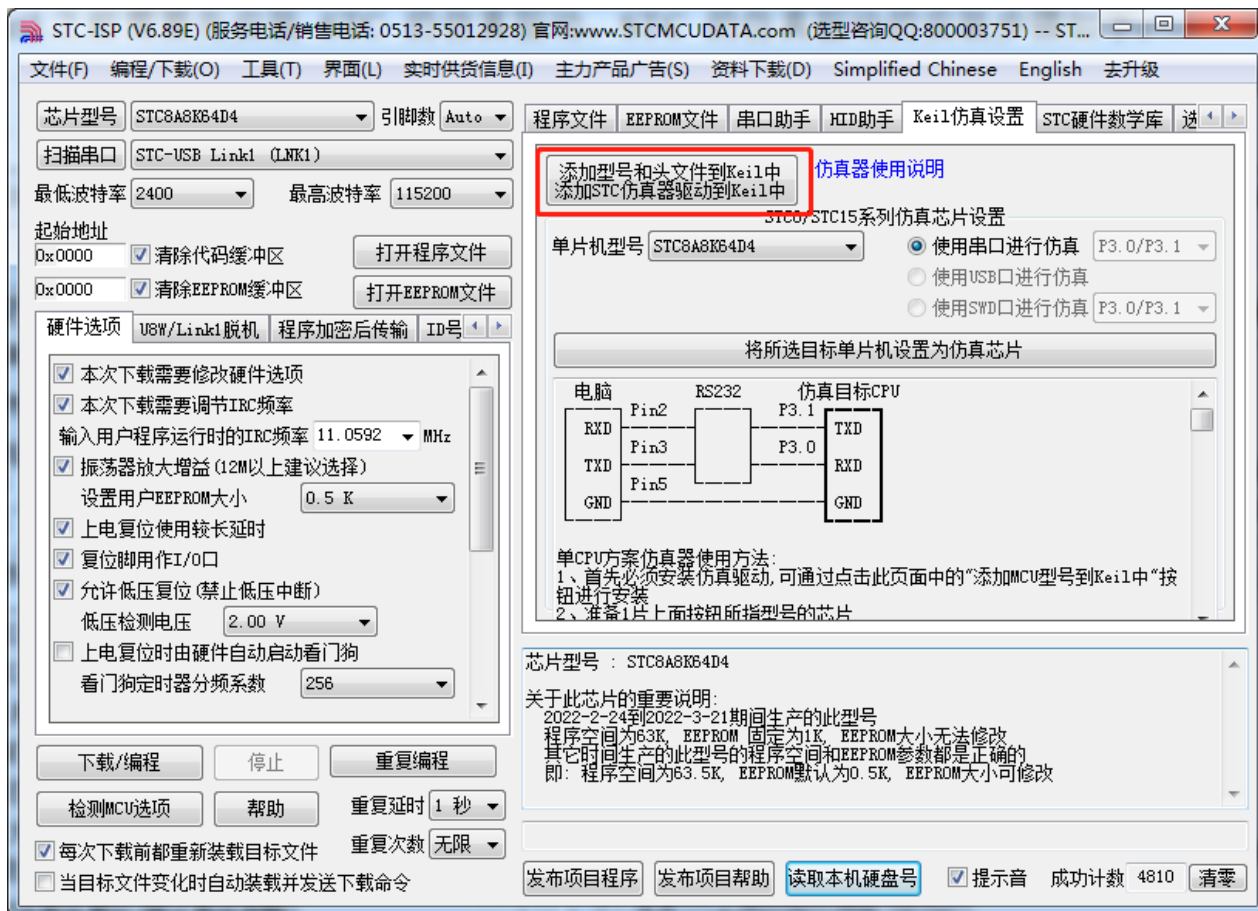 STC-ISP (V6.89E) (服务电话/销售电话: 0513-55012928) 官网:www.STCMCUDATA.com (选型咨询QQ:800003751) -- ST...
文件(F) 编程/下载(O) 工具(T) 界面(L) 实时供货信息(I) 主力产品广告(S) 资料下载(D) Simplified Chinese English 去升级
芯片型号 STC8A8K64D4 引脚数 Auto
扫描串口 STC-USB Link1 (LNK1)
最低波特率 2400 最高波特率 115200
起始地址
0x0000 清除代码缓冲区 打开程序文件
0x0000 清除EEPROM缓冲区 打开EEPROM文件
硬件选项 U8W/Link1脱机 程序加密后传输 ID号
本次下载需要修改硬件选项
本次下载需要调节IRC频率
输入用户程序运行时的IRC频率 11.0592 MHz
振荡器放大增益(12M以上建议选择)
设置用户EEPROM大小 0.5 K
上电复位使用较长延时
复位脚用作I/O口
允许低压复位(禁止低压中断)
低压检测电压 2.00 V
上电复位时由硬件自动启动看门狗
看门狗定时器分频系数 256
下载/编程 停止 重复编程
检测MCU选项 帮助 重复延时 1 秒
每次下载前都重新装载目标文件 重复次数 无限
当目标文件变化时自动装载并发送下载命令
程序文件 EEPROM文件 串口助手 HID助手 Keil仿真设置 STC硬件数学库 选
添加型号和头文件到Keil中
添加STC仿真器驱动到Keil中
仿真器使用说明
STC8/STC15系列仿真芯片设置
单片机型号 STC8A8K64D4 使用串口进行仿真 P3.0/P3.1
使用USB口进行仿真
使用SWD口进行仿真 P3.0/P3.1
将所选目标单片机设置为仿真芯片
电脑 RS232 仿真目标CPU
Pin2 P3.1
RXD TXD
Pin3 P3.0
TXD RXD
Pin5
GND GND
单CPU方案仿真器使用方法:
1、首先必须安装仿真驱动,可通过点击此页面中的“添加MCU型号到Keil中“按
钮进行安装
2、准备1片上面按钮所指型号的芯片
芯片型号 : STC8A8K64D4
关于此芯片的重要说明:
2022-2-24到2022-3-21期间生产的此型号
程序空间为63K, EEPROM 固定为1K, EEPROM大小无法修改
其它时间生产的此型号的程序空间和EEPROM参数都是正确的
即: 程序空间为63.5K, EEPROM默认为0.5K, EEPROM大小可修改
发布项目程序 发布项目帮助 读取本机硬盘号 提示音 成功计数 4810 清零